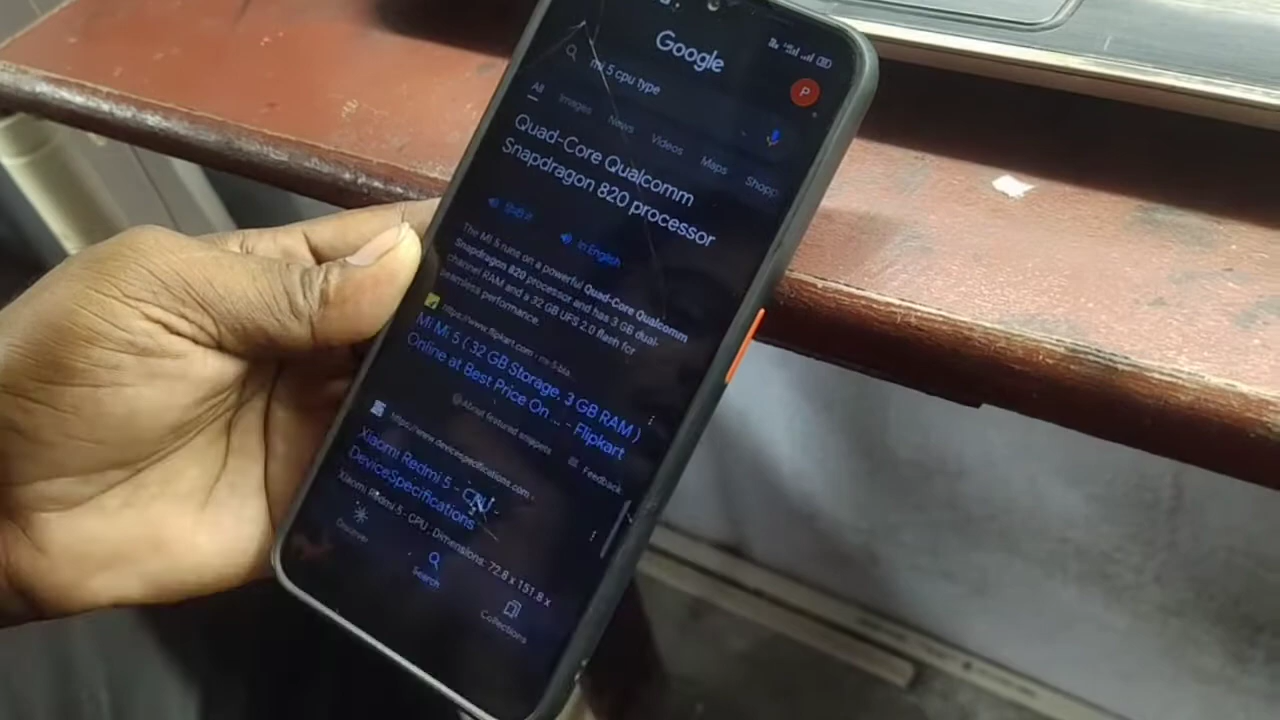 Google
mi 5 cpu type
P
All Images News Videos Maps Shopp
Quad-Core Qualcomm
Snapdragon 820 processor
In English
The Mi 5 runs on a powerful Quad-Core Qualcomm
Snapdragon 820 processor and has 3 GB dual-
channel RAM and a 32 GB UFS 2.0 flash for
seamless performance.
https://www.flipkart.com › mi-5-bla...
Mi Mi 5 ( 32 GB Storage, 3 GB RAM )
Online at Best Price On ... - Flipkart
About featured snippets
Feedback
https://www.devicespecifications.com ›
Xiaomi Redmi 5 - CPU -
DeviceSpecifications
Xiaomi Redmi 5 - CPU ; Dimensions: 72.8 x 151.8 x
Discover Search Collections